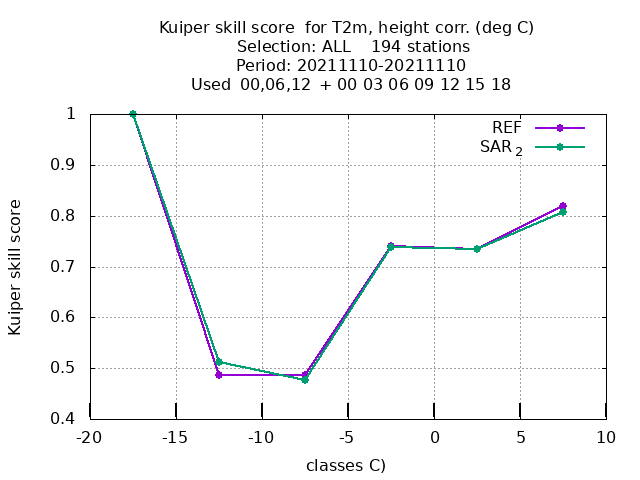 Kuiper skill score  for T2m, height corr. (deg C)
Selection: ALL    194 stations
Period: 20211110-20211110
Used  00,06,12  + 00 03 06 09 12 15 18
REF
SAR 2
1
0.9
0.8
0.7
0.6
0.5
0.4
Kuiper skill score
-20 -15 -10 -5 0 5 10
classes C)